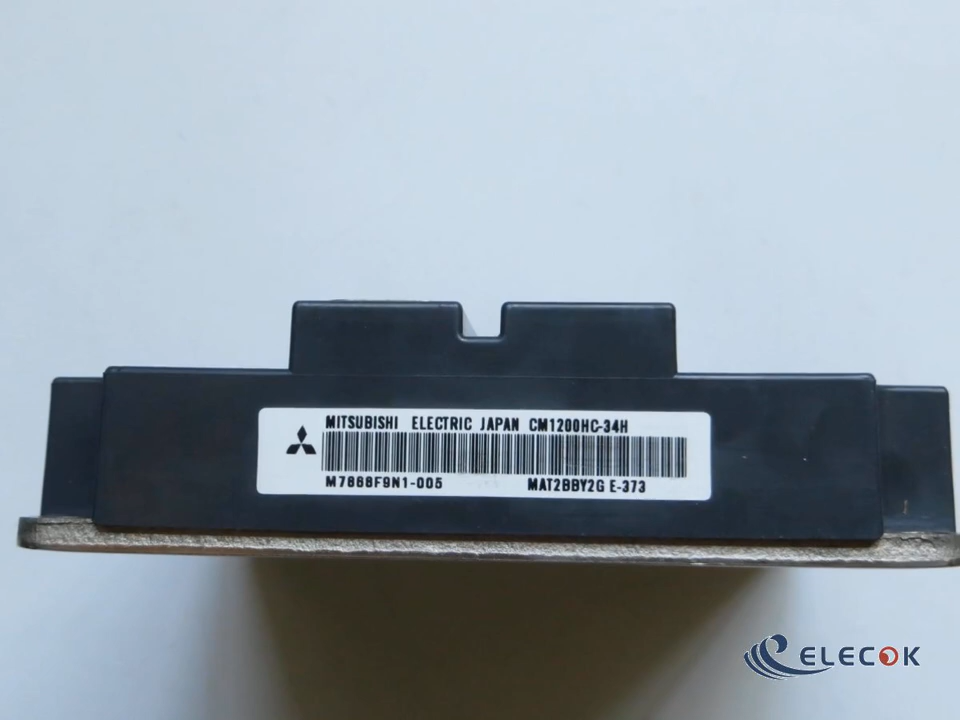 MITSUBISHI ELECTRIC JAPAN CM1200HC-34H
M7868F9N1-005 MAT2BBY2G E-373
ELECOK